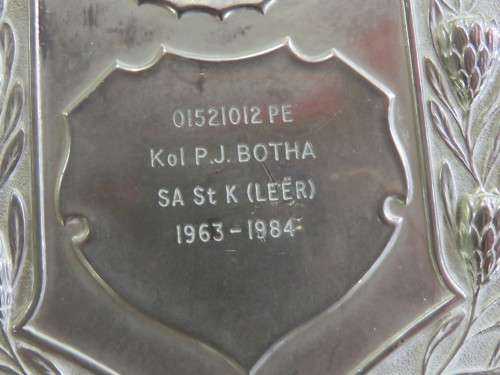 01521012 PE
Kol P.J. BOTHA
SA St K (LEËR)
1963-1984